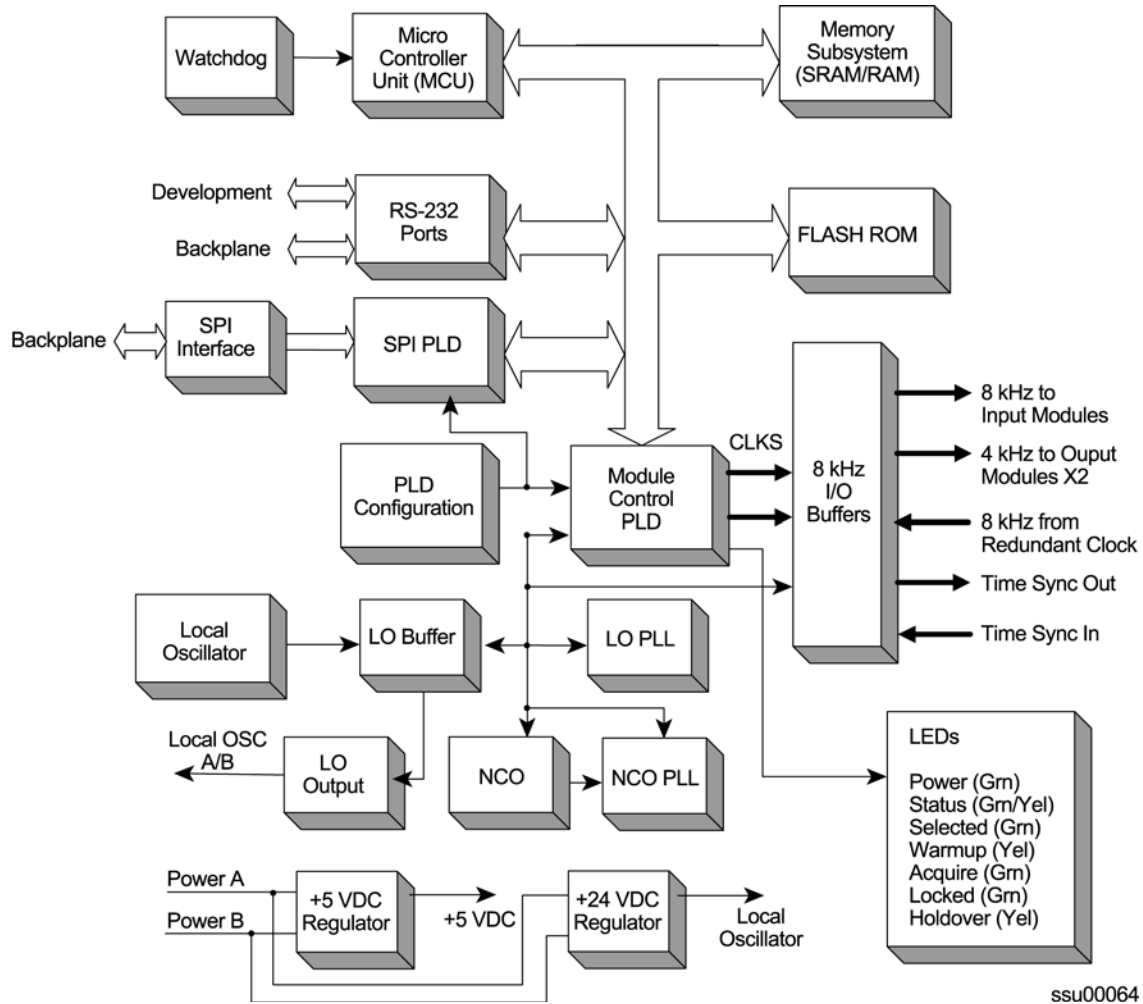 Watchdog
Micro
Controller
Unit (MCU)
Memory
Subsystem
(SRAM/RAM)
Development
Backplane
RS-232
Ports
FLASH ROM
Backplane
SPI
Interface
SPI PLD
PLD
Configuration
Module
Control
PLD
CLKS
8 kHz
I/O
Buffers
8 kHz to
Input Modules
4 kHz to Ouput
Modules X2
8 kHz from
Redundant Clock
Time Sync Out
Time Sync In
Local
Oscillator
LO Buffer
LO PLL
Local OSC
A/B
LO
Output
NCO
NCO PLL
LEDs
Power (Grn)
Status (Grn/Yel)
Selected (Grn)
Warmup (Yel)
Acquire (Grn)
Locked (Grn)
Holdover (Yel)
Power A
Power B
+5 VDC
Regulator
+5 VDC
+24 VDC
Regulator
Local
Oscillator
ssu00064